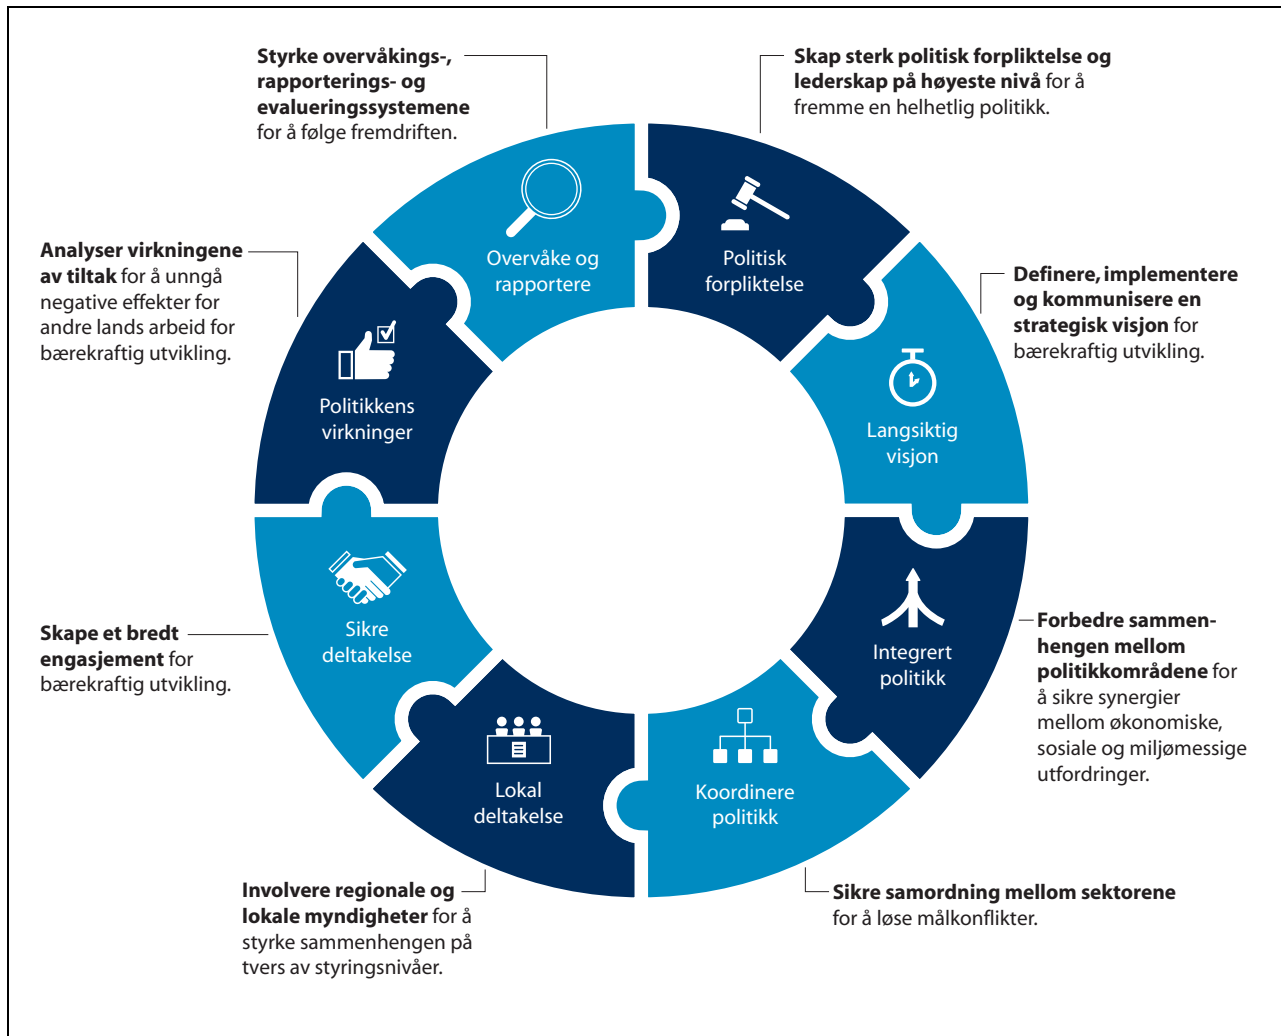 Styrke overvåkings-,
rapporterings- og
evalueringssystemene
for å følge fremdriften.
Skap sterk politisk forpliktelse og
lederskap på høyeste nivå for å
fremme en helhetlig politikk.
Overvåke og
rapportere
Politisk
forpliktelse
Analyser virkningene
av tiltak for å unngå
negative effekter for
andre lands arbeid for
bærekraftig utvikling.
Definere, implementere
og kommunisere en
strategisk visjon for
bærekraftig utvikling.
Politikkens
virkninger
Langsiktig
visjon
Skape et bredt
engasjement for
bærekraftig utvikling.
Sikre
deltakelse
Integrert
politikk
Forbedre sammen-
hengen mellom
politikkområdene for
å sikre synergier
mellom økonomiske,
sosiale og miljømessige
utfordringer.
Lokal
deltakelse
Koordinere
politikk
Involvere regionale og
lokale myndigheter for å
styrke sammenhengen på
tvers av styringsnivåer.
Sikre samordning mellom sektorene
for å løse målkonflikter.